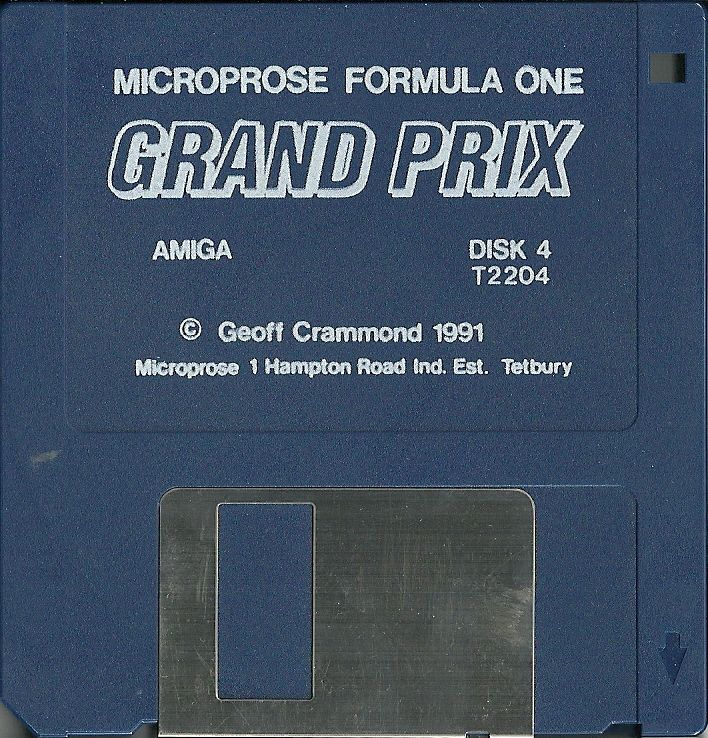 MICROPROSE FORMULA ONE
GRAND PRIX
AMIGA
DISK 4
T2204
© Geoff Crammond 1991
Microprose 1 Hampton Road Ind. Est. Tetbury